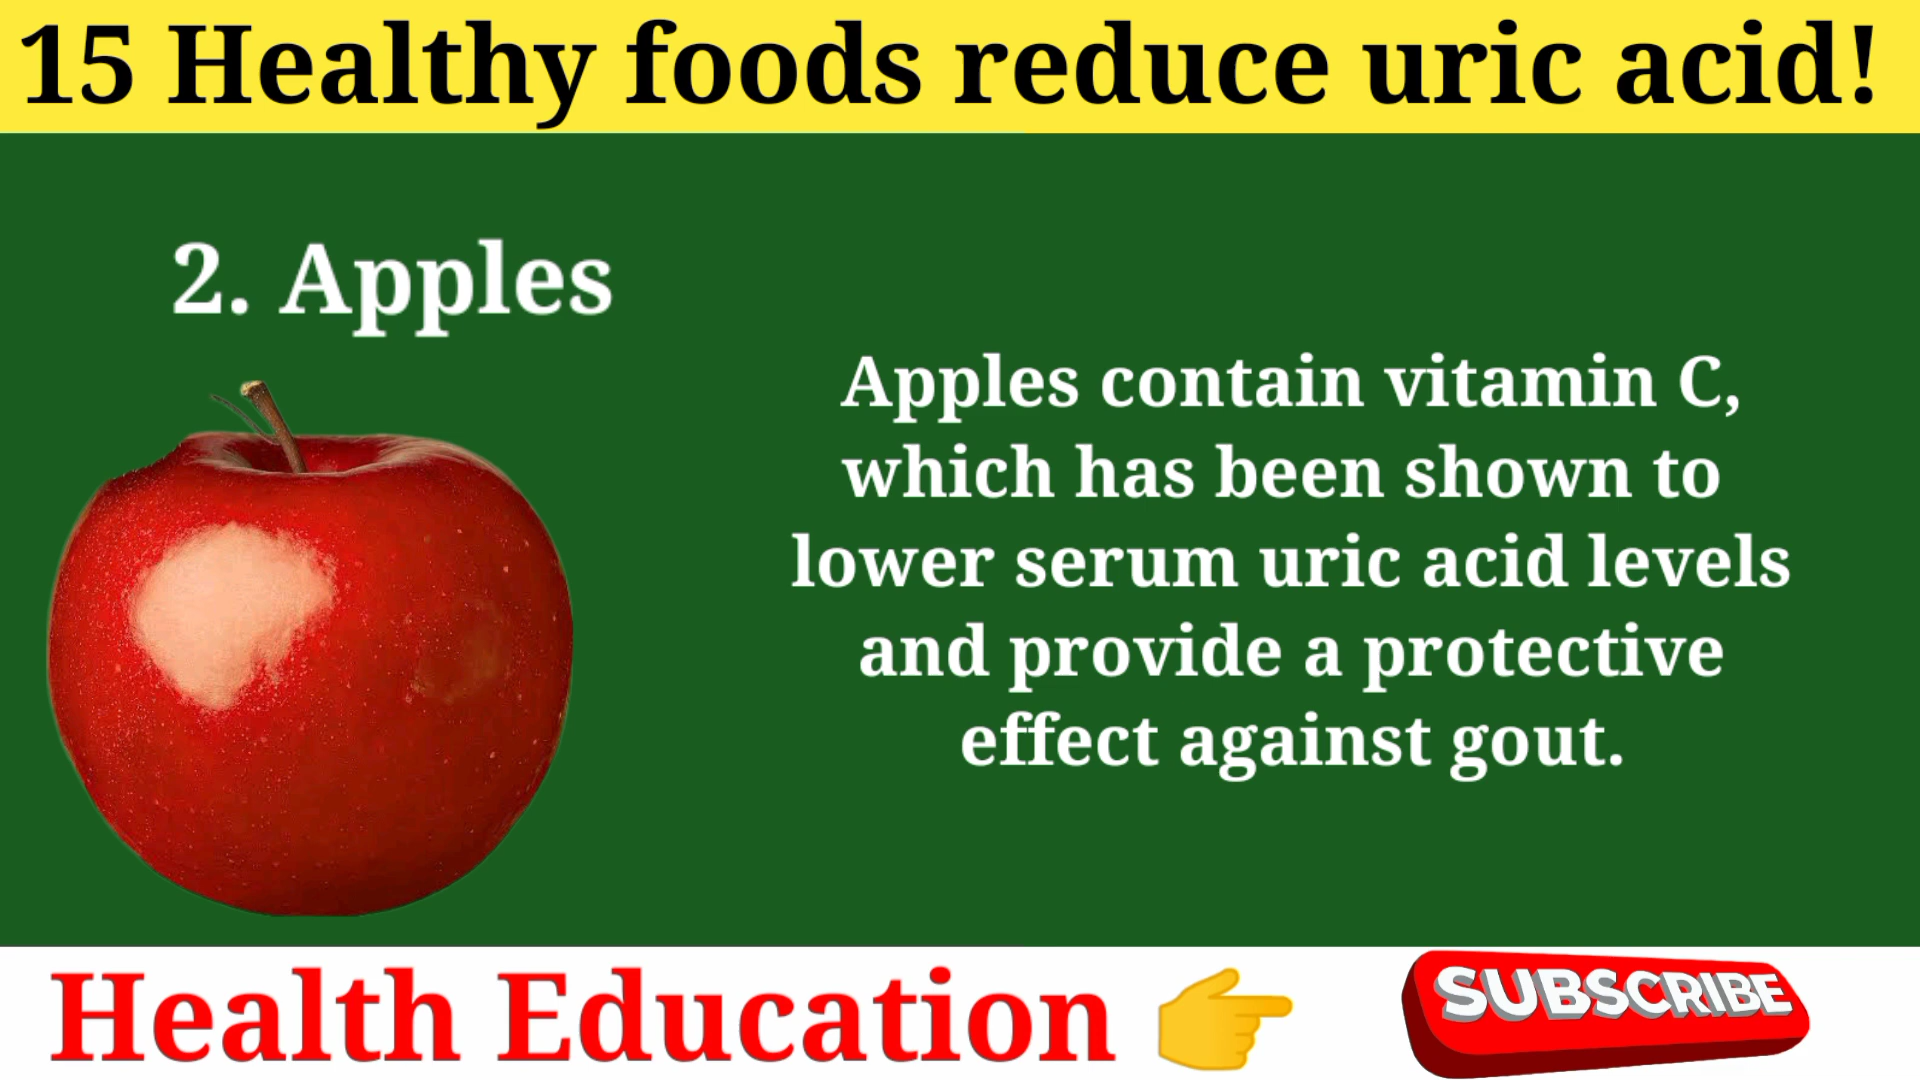 15 Healthy foods reduce uric acid!
2. Apples
Apples contain vitamin C,
which has been shown to
lower serum uric acid levels
and provide a protective
effect against gout.
Health Education
SUBSCRIBE